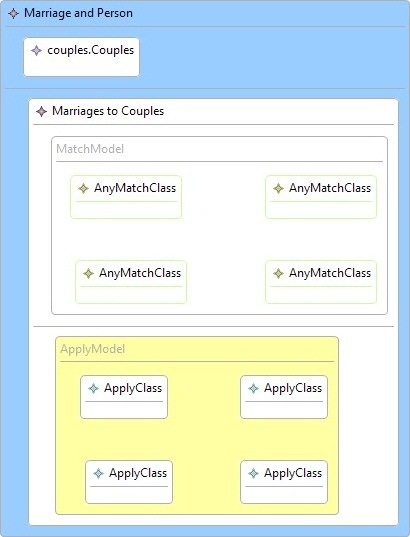 Marriage and Person
couples.Couples
Marriages to Couples
MatchModel
AnyMatchClass AnyMatchClass
AnyMatchClass AnyMatchClass
ApplyModel
ApplyClass ApplyClass
ApplyClass ApplyClass